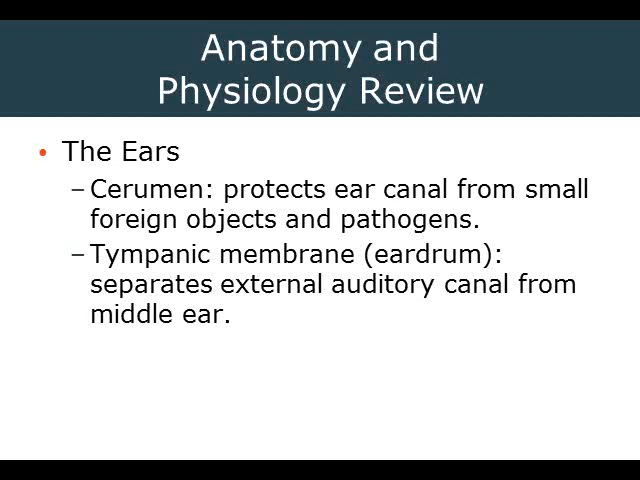 Anatomy and
Physiology Review
• The Ears
– Cerumen: protects ear canal from small
foreign objects and pathogens.
– Tympanic membrane (eardrum):
separates external auditory canal from
middle ear.